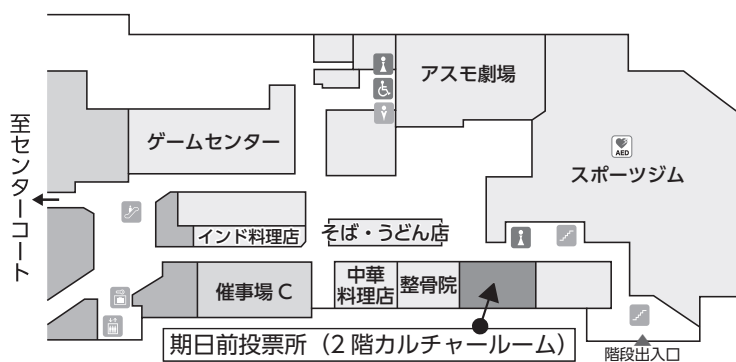 アスモ劇場
ゲームセンター
AED
スポーツジム
至センターコート
インド料理店
そば・うどん店
催事場 C
中華
料理店
整骨院
期日前投票所（2 階カルチャールーム）
階段出入口